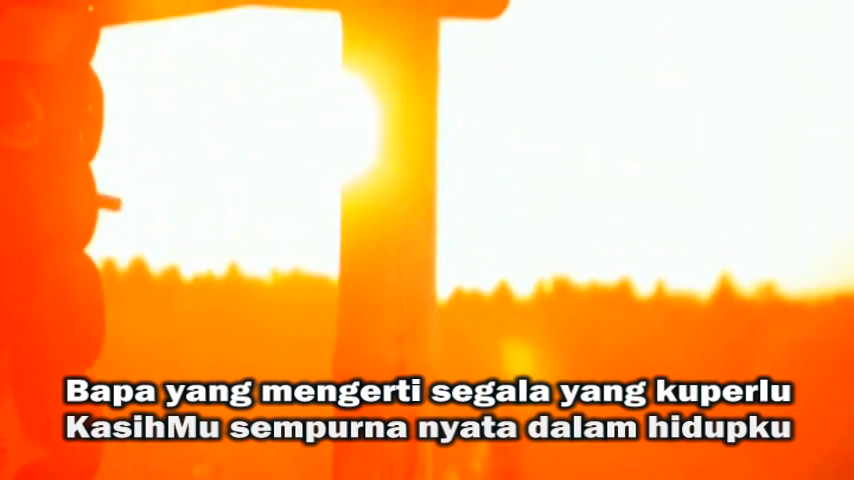 Bapa yang mengerti segala yang kuperlu
KasihMu sempurna nyata dalam hidupku